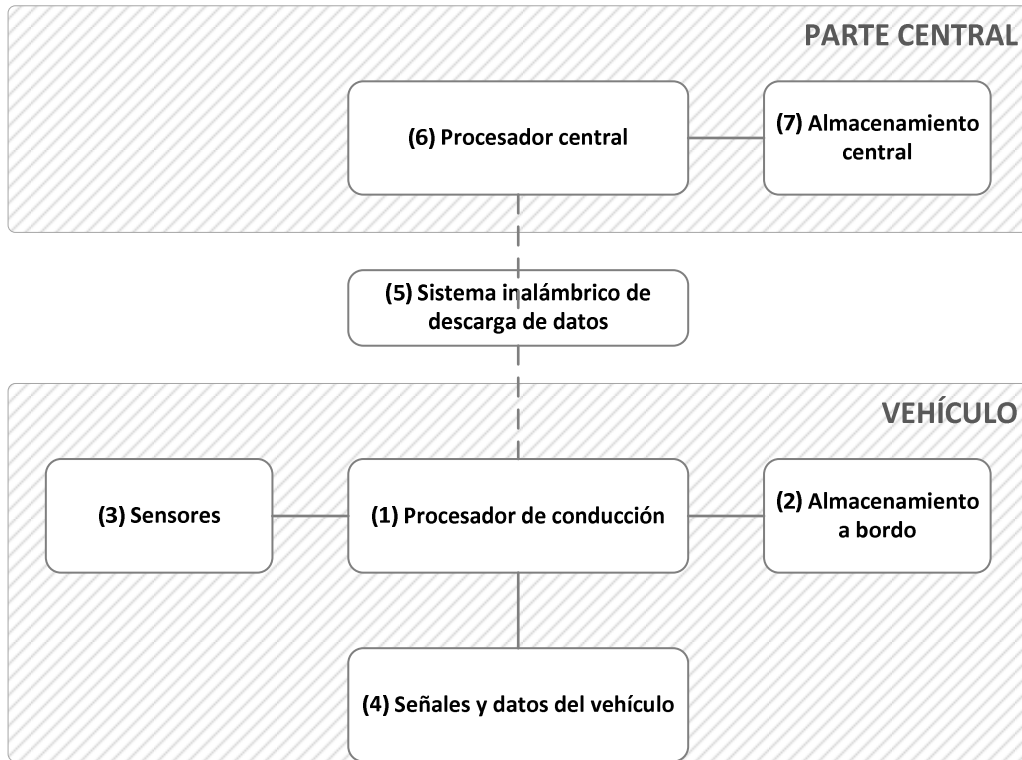 PARTE CENTRAL
(6) Procesador central
(7) Almacenamiento
central
(5) Sistema inalámbrico de
descarga de datos
VEHÍCULO
(3) Sensores
(1) Procesador de conducción
(2) Almacenamiento
a bordo
(4) Señales y datos del vehículo